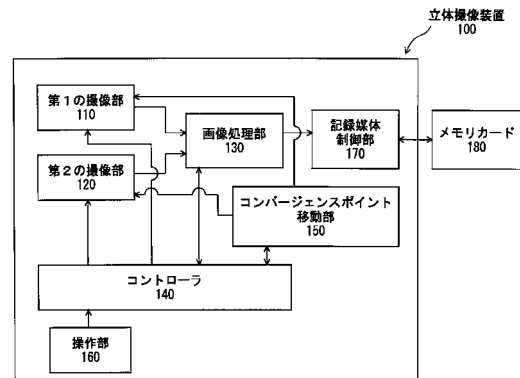 立体撮像装置
100
第１の撮像部
110
画像処理部
130
記録媒体
制御部
170
メモリカード
180
第２の撮像部
120
コンバージェンスポイント
移動部
150
コントローラ
140
操作部
160